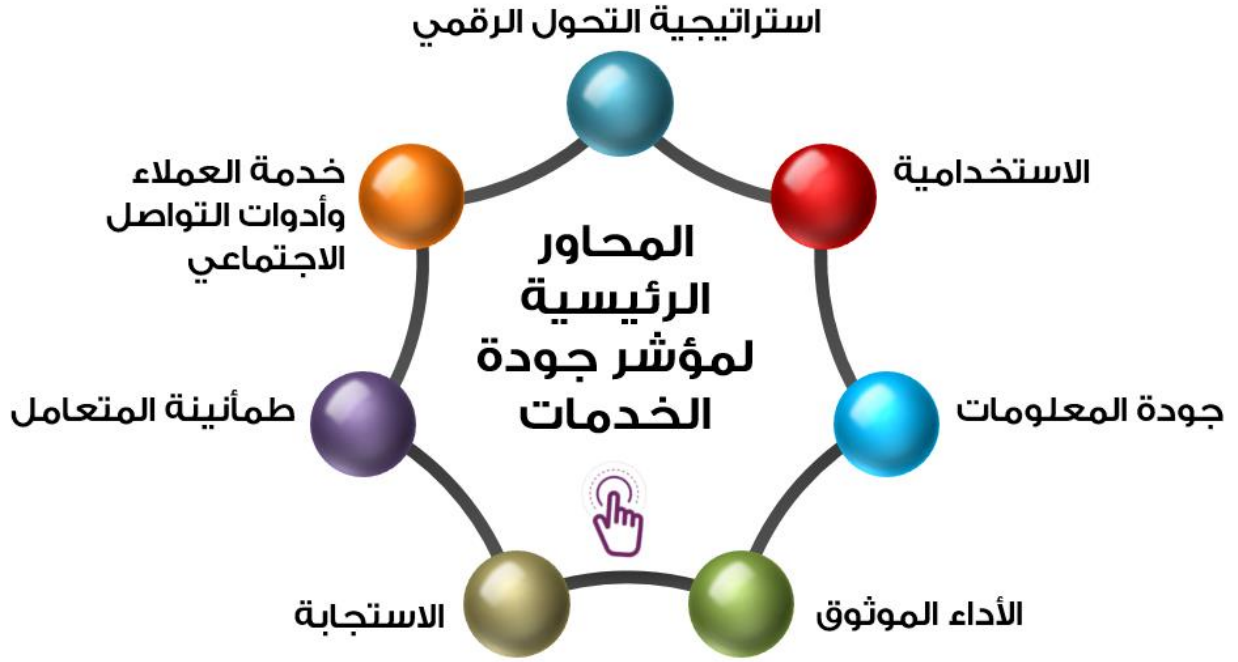 استراتيجية التحول الرقمي
الاستخدامية
جودة المعلومات
الأداء الموثوق
الاستجابة
طمأنينة المتعامل
خدمة العملاء
وأدوات التواصل
الاجتماعي
المحاور
الرئيسية
لمؤشر جودة
الخدمات